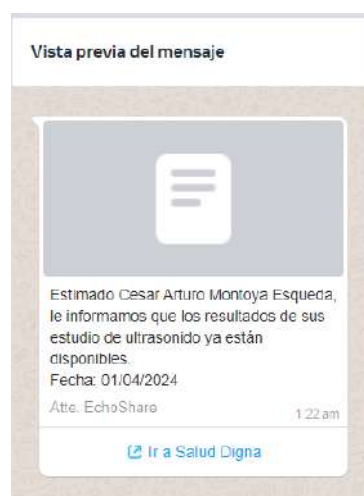 Vista previa del mensaje
Estimado Cesar Arturo Montoya Esqueda,
le informamos que los resultados de sus
estudio de ultrasonido ya están
disponibles.
Fecha: 01/04/2024
Atte. EchoShare
1:22 am
Ir a Salud Digna